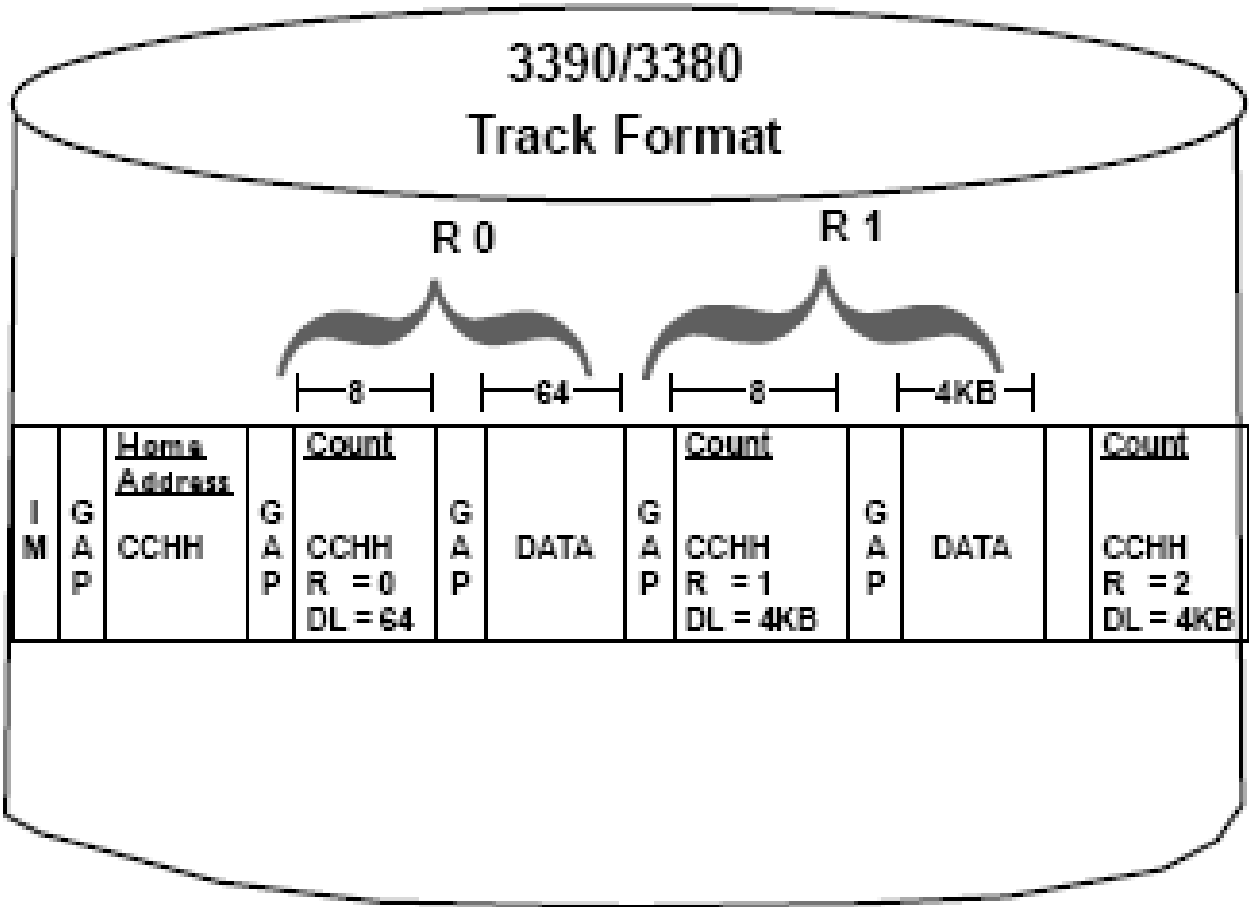 3390/3380
Track Format
R 0
R 1
8
64
8
4KB
I
M
G
A
P
Home
Address
CCHH
G
A
P
Count
CCHH
R = 0
DL = 64
G
A
P
DATA
G
A
P
Count
CCHH
R = 1
DL = 4KB
G
A
P
DATA
Count
CCHH
R = 2
DL = 4KB